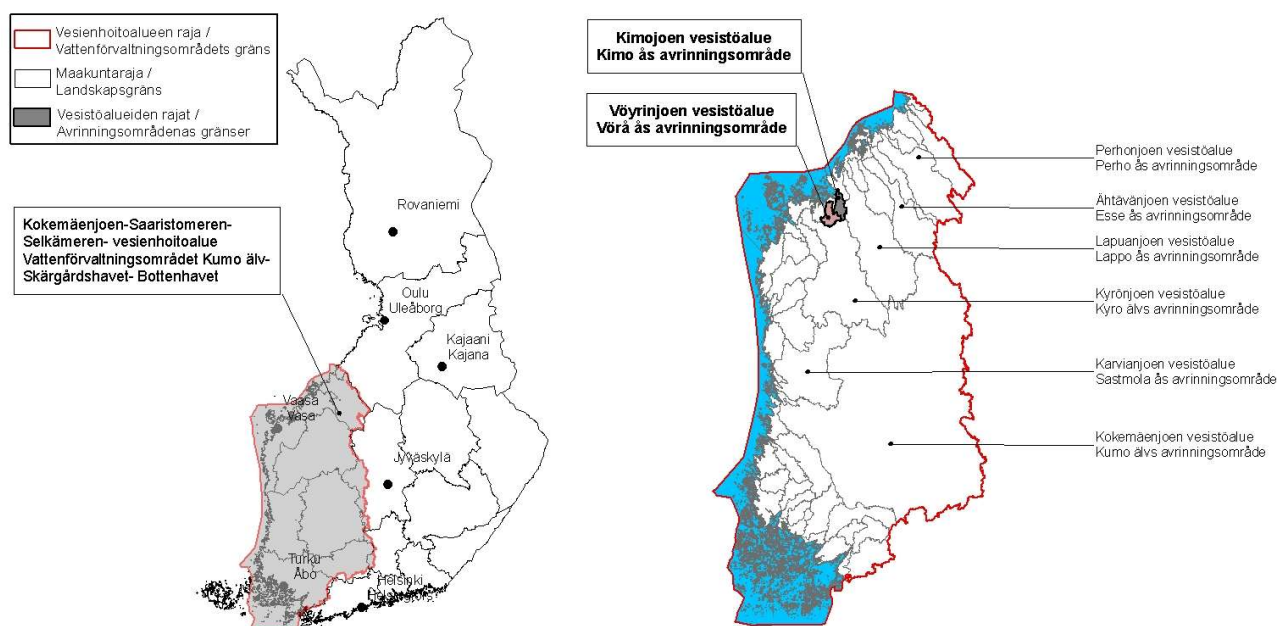 Vesienhoitoalueen raja /
Vattenförvaltningsområdets gräns
Maakuntaraja /
Landskapsgräns
Vesistöalueiden rajat /
Avrinningsområdenas gränser
Kokemäenjoen-Saaristomeren-
Selkämeren- vesienhoitoalue
Vattenförvaltningsområdet Kumo älv-
Skärgårdshavet- Bottenhavet
Rovaniemi
Oulu
Uleåborg
Kajaani
Kajana
Vaasa
Vasa
Jyväskylä
Turku
Åbo
Helsinki
Helsingfors
Kimojoen vesistöalue
Kimo ås avrinningsområde
Vöyrinjoen vesistöalue
Vörå ås avrinningsområde
Perhonjoen vesistöalue
Perho ås avrinningsområde
Ähtävänjoen vesistöalue
Esse ås avrinningsområde
Lapuanjoen vesistöalue
Lappo ås avrinningsområde
Kyrönjoen vesistöalue
Kyro älvs avrinningsområde
Karvianjoen vesistöalue
Sastmola ås avrinningsområde
Kokemäenjoen vesistöalue
Kumo älvs avrinningsområde